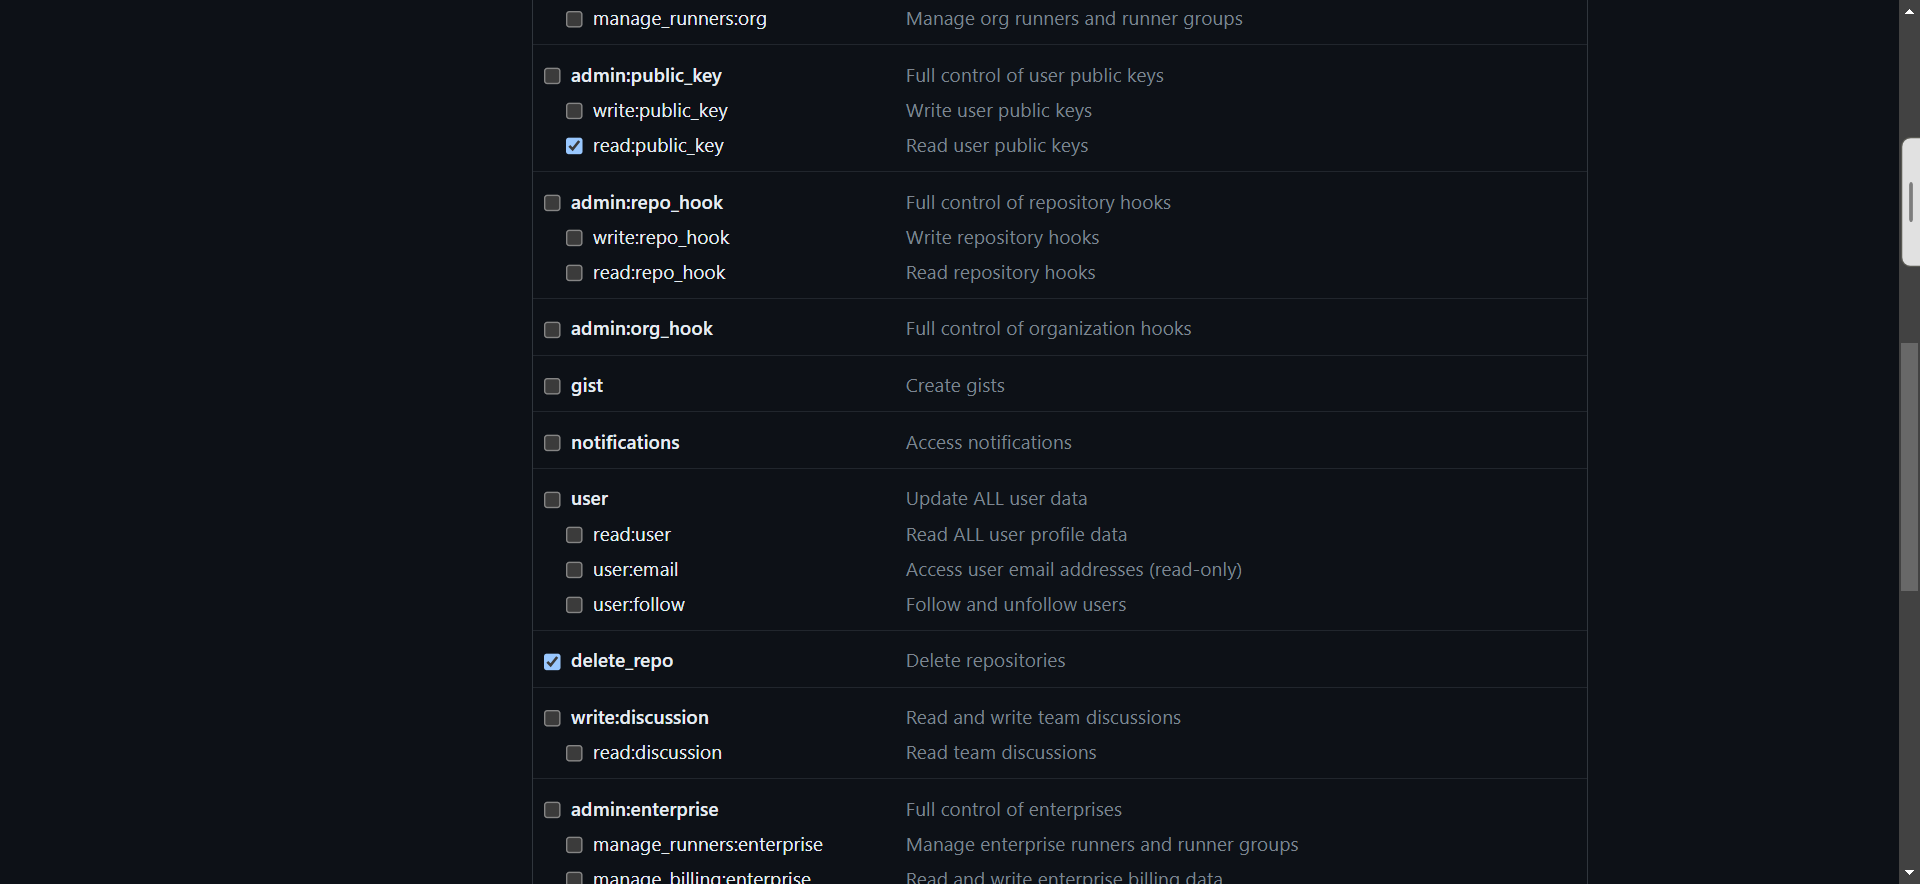 manage_runners:org Manage org runners and runner groups
admin:public_key Full control of user public keys
write:public_key Write user public keys
read:public_key Read user public keys
admin:repo_hook Full control of repository hooks
write:repo_hook Write repository hooks
read:repo_hook Read repository hooks
admin:org_hook Full control of organization hooks
gist Create gists
notifications Access notifications
user Update ALL user data
read:user Read ALL user profile data
user:email Access user email addresses (read-only)
user:follow Follow and unfollow users
delete_repo Delete repositories
write:discussion Read and write team discussions
read:discussion Read team discussions
admin:enterprise Full control of enterprises
manage_runners:enterprise Manage enterprise runners and runner groups
manage_billing:enterprise Read and write enterprise billing data